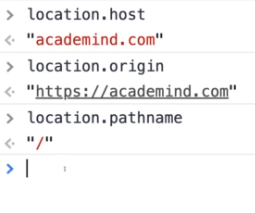 > location.host
<· "academind.com"
> location.origin
<· "https://academind.com"
> location.pathname
<· "/"
>